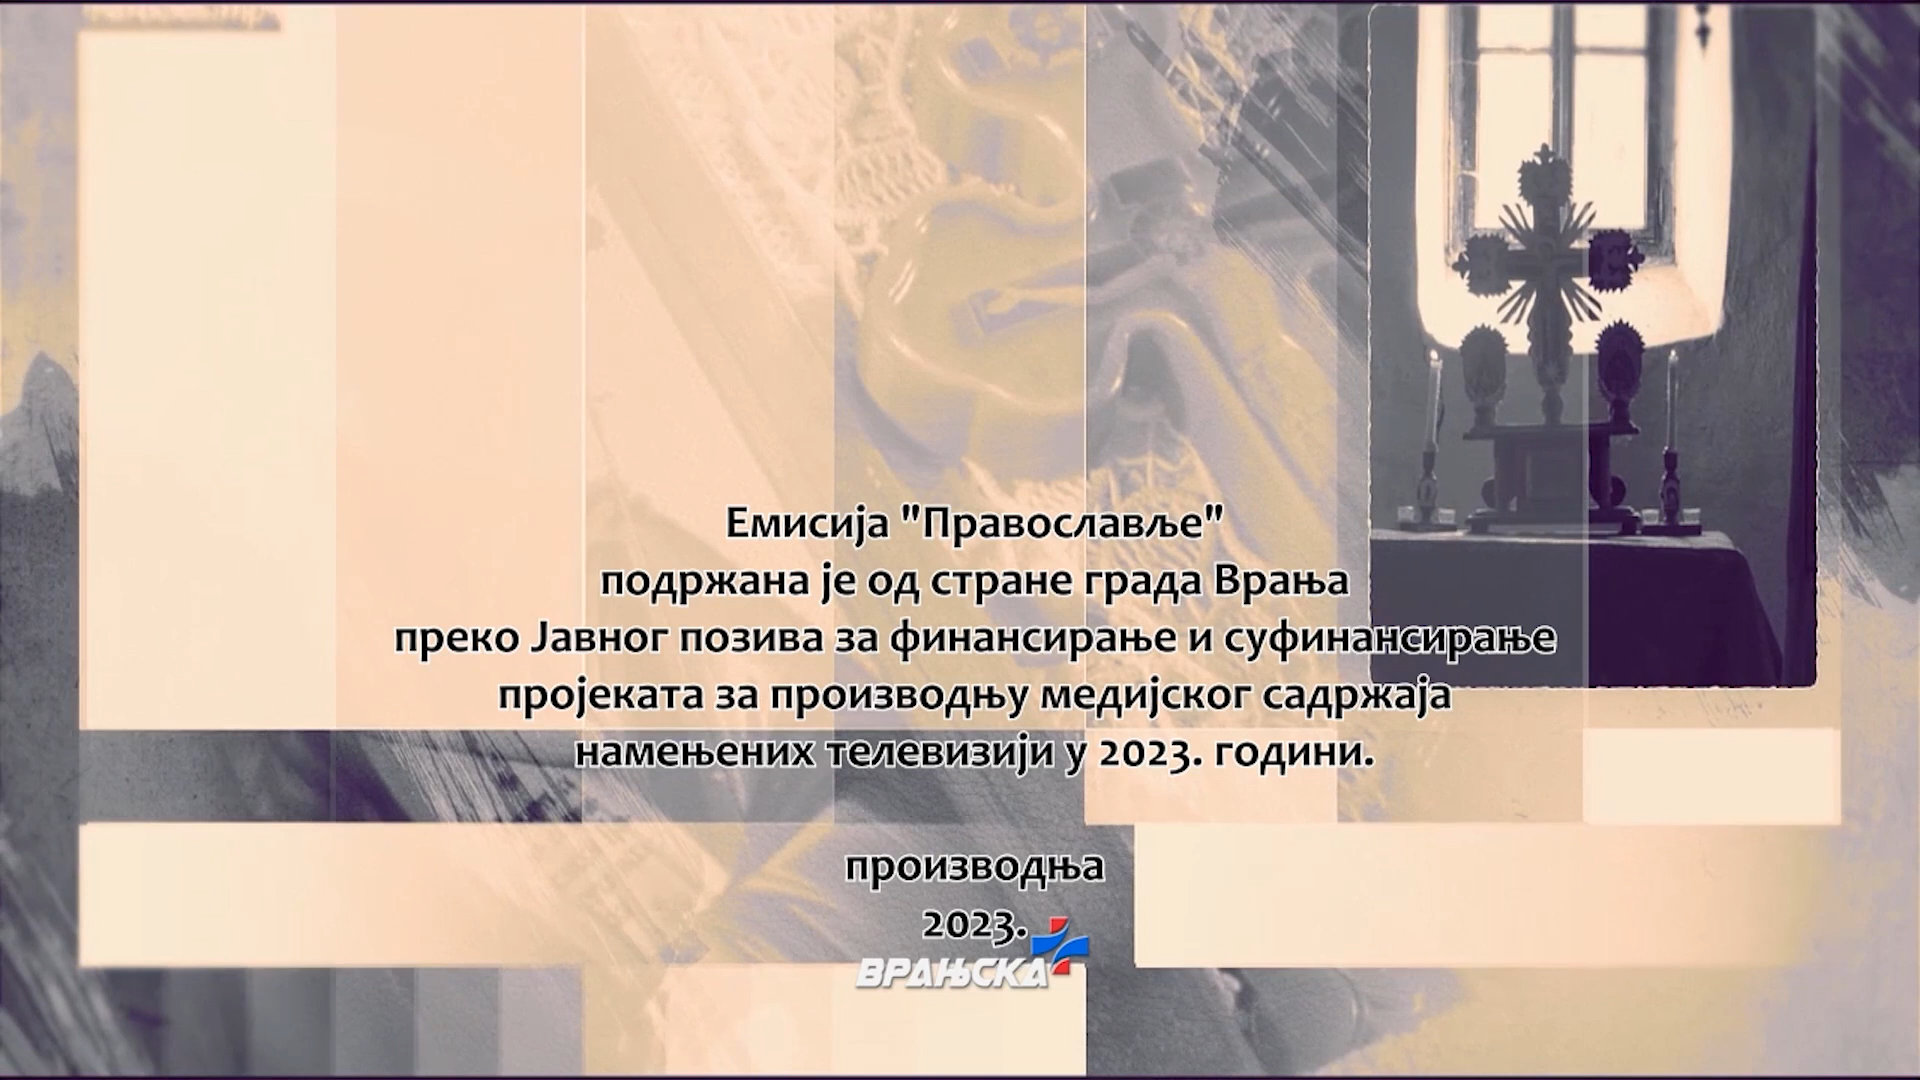 Емисија "Православље"
подржана је од стране града Врања
преко Јавног позива за финансирање и суфинансирање
пројеката за производњу медијског садржаја
намењених телевизији у 2023. години.
производња
2023.
ВРАЊСКА